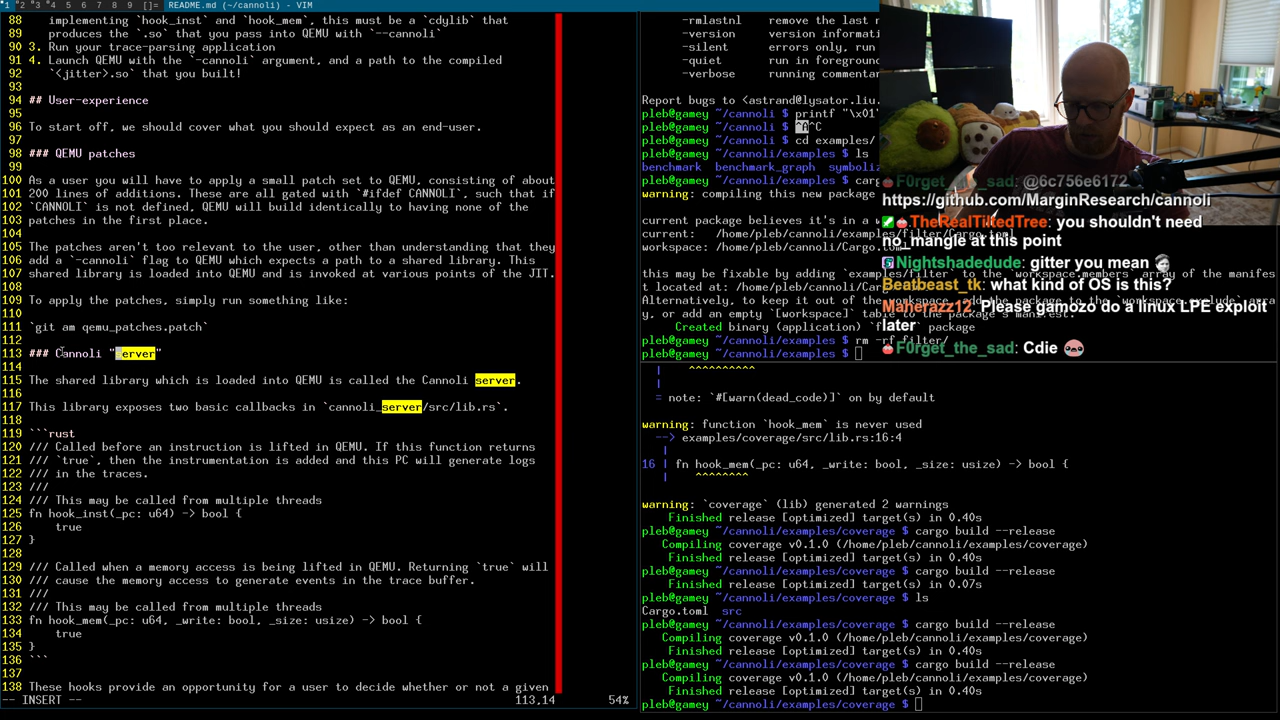 1 2 3 4 5 6 7 8 9 []= README.md (~/cannoli) - VIM
88 implementing `hook_inst` and `hook_mem`, this must be a `cdylib` that
89 produces the `.so` that you pass into QEMU with `--cannoli`
90 3. Run your trace-parsing application
91 4. Launch QEMU with the `-cannoli` argument, and a path to the compiled
92 `<jitter>.so` that you built!
93
94 ## User-experience
95
96 To start off, we should cover what you should expect as an end-user.
97
98 ### QEMU patches
99
100 As a user you will have to apply a small patch set to QEMU, consisting of about
101 200 lines of additions. These are all gated with `#ifdef CANNOLI`, such that if
102 `CANNOLI` is not defined, QEMU will build identically to having none of the
103 patches in the first place.
104
105 The patches aren't too relevant to the user, other than understanding that they
106 add a `-cannoli` flag to QEMU which expects a path to a shared library. This
107 shared library is loaded into QEMU and is invoked at various points of the JIT.
108
109 To apply the patches, simply run something like:
110
111 `git am qemu_patches.patch`
112
113 ### Cannoli "server"
114
115 The shared library which is loaded into QEMU is called the Cannoli server.
116
117 This library exposes two basic callbacks in `cannoli_server/src/lib.rs`.
118
119 ```rust
120 /// Called before an instruction is lifted in QEMU. If this function returns
121 /// `true`, then the instrumentation is added and this PC will generate logs
122 /// in the traces.
123 ///
124 /// This may be called from multiple threads
125 fn hook_inst(_pc: u64) -> bool {
126 true
127 }
128
129 /// Called when a memory access is being lifted in QEMU. Returning `true` will
130 /// cause the memory access to generate events in the trace buffer.
131 ///
132 /// This may be called from multiple threads
133 fn hook_mem(_pc: u64, _write: bool, _size: usize) -> bool {
134 true
135 }
136 ```
137
138 These hooks provide an opportunity for a user to decide whether or not a given
-- INSERT -- 113,14 54%
-rmlastnl remove the last n
-version version informati
-silent errors only, run
-quiet run in foreground
-verbose running commentar
Report bugs to <astrand@lysator.liu.
pleb@gamey ~/cannoli $ printf "\x01"
pleb@gamey ~/cannoli $ ^A^C
pleb@gamey ~/cannoli $ cd examples/
pleb@gamey ~/cannoli/examples $ ls
benchmark benchmark_graph symboliz
pleb@gamey ~/cannoli/examples $ carg
warning: compiling this new package
current package believes it's in a w
current: /home/pleb/cannoli/examples/filter/Cargo.toml
workspace: /home/pleb/cannoli/Cargo.to
this may be fixable by adding `examples/filter` to the `workspace.members` array of the manifes
t located at: /home/pleb/cannoli/Ca
Alternatively, to keep it out of the workspace, add the package to the `workspace.exclude` arra
y, or add an empty `[workspace]` table to the package's manifest.
Created binary (application) `f package
pleb@gamey ~/cannoli/examples $ rm -rf filter/
pleb@gamey ~/cannoli/examples $
F0rget_the_sad: @6c756e6172
https://github.com/MarginResearch/cannoli
TheRealTiltedTree: you shouldn't need
no_mangle at this point
Nightshadedude: gitter you mean
Beatbeast_tk: what kind of OS is this?
Maherazz12: Please gamozo do a linux LPE exploit
later
F0rget_the_sad: Cdie
| ^^^^^^^^^^
|
= note: `#[warn(dead_code)]` on by default
warning: function `hook_mem` is never used
--> examples/coverage/src/lib.rs:16:4
|
16 | fn hook_mem(_pc: u64, _write: bool, _size: usize) -> bool {
| ^^^^^^^^
warning: `coverage` (lib) generated 2 warnings
Finished release [optimized] target(s) in 0.40s
pleb@gamey ~/cannoli/examples/coverage $ cargo build --release
Compiling coverage v0.1.0 (/home/pleb/cannoli/examples/coverage)
Finished release [optimized] target(s) in 0.40s
pleb@gamey ~/cannoli/examples/coverage $ cargo build --release
Finished release [optimized] target(s) in 0.07s
pleb@gamey ~/cannoli/examples/coverage $ ls
Cargo.toml src
pleb@gamey ~/cannoli/examples/coverage $ cargo build --release
Compiling coverage v0.1.0 (/home/pleb/cannoli/examples/coverage)
Finished release [optimized] target(s) in 0.40s
pleb@gamey ~/cannoli/examples/coverage $ cargo build --release
Compiling coverage v0.1.0 (/home/pleb/cannoli/examples/coverage)
Finished release [optimized] target(s) in 0.40s
pleb@gamey ~/cannoli/examples/coverage $